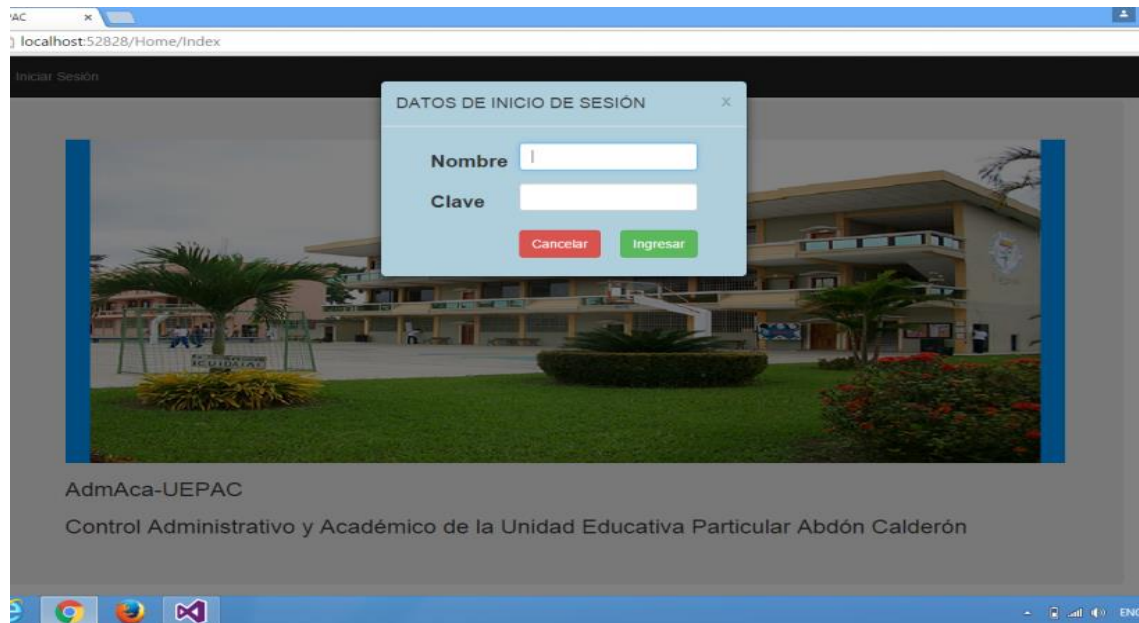 AC
localhost:52828/Home/Index
Iniciar Sesión
DATOS DE INICIO DE SESIÓN
Nombre
Clave
Cancelar Ingresar
AdmAca-UEPAC
Control Administrativo y Académico de la Unidad Educativa Particular Abdón Calderón
ENG